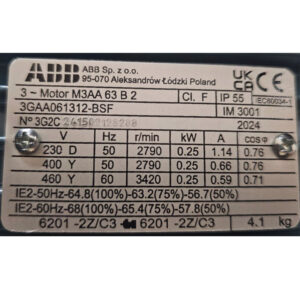 ABB ABB Sp. z o.o.
95-070 Aleksandrów Łódzki Poland
UK CA CE
3 ~ Motor M3AA 63 B 2 Cl. F IP 55 IEC60034-1
3GAA061312-BSF IM 3001
Nº 3G2C 2024
V Hz r/min kW A cosφ
230 D 50 2790 0.25 1.14 0.76
400 Y 50 2790 0.25 0.66 0.76
460 Y 60 3420 0.25 0.59 0.71
IE2-50Hz-64.8(100%)-63.2(75%)-56.7(50%)
IE2-60Hz-68(100%)-65.4(75%)-57.8(50%)
6201 -2Z/C3 6201 -2Z/C3 4.1 kg